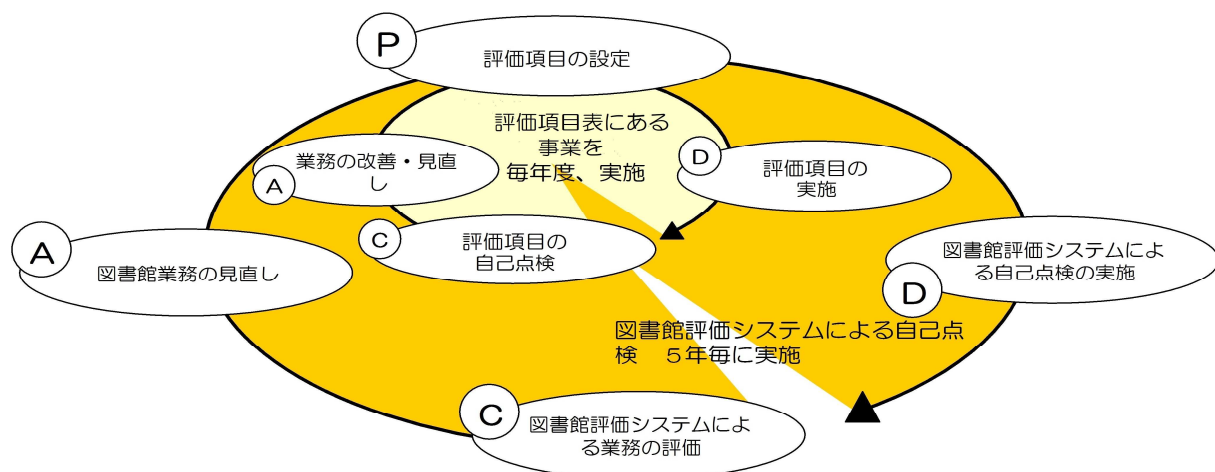 P
評価項目の設定
評価項目表にある
事業を
毎年度、実施
D
評価項目の
実施
業務の改善・見直
し
A
C
評価項目の
自己点検
A
図書館業務の見直し
図書館評価システムによ
る自己点検の実施
D
図書館評価システムによる自己点
検　５年毎に実施
C
図書館評価システムによ
る業務の評価